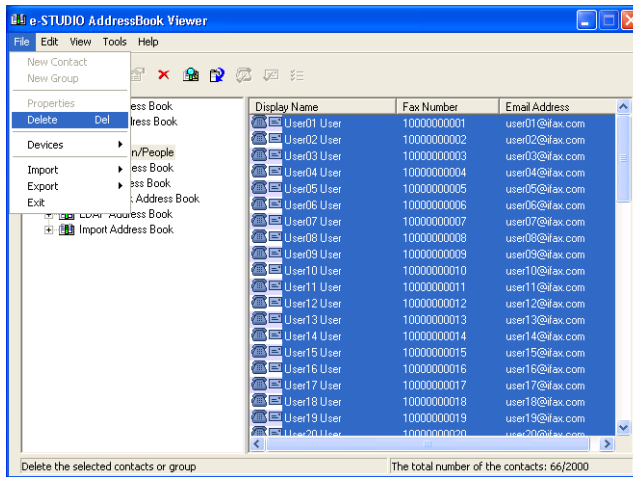 e-STUDIO AddressBook Viewer
File Edit View Tools Help
New Contact
New Group
Properties
Delete Del
Devices
Import
Export
Exit
ess Book
dress Book
n/People
ess Book
ess Book
Address Book
LDAP Address Book
Import Address Book
Display Name Fax Number Email Address
User01 User 10000000001 user01@ifax.com
User02 User 10000000002 user02@ifax.com
User03 User 10000000003 user03@ifax.com
User04 User 10000000004 user04@ifax.com
User05 User 10000000005 user05@ifax.com
User06 User 10000000006 user06@ifax.com
User07 User 10000000007 user07@ifax.com
User08 User 10000000008 user08@ifax.com
User09 User 10000000009 user09@ifax.com
User10 User 10000000010 user10@ifax.com
User11 User 10000000011 user11@ifax.com
User12 User 10000000012 user12@ifax.com
User13 User 10000000013 user13@ifax.com
User14 User 10000000014 user14@ifax.com
User15 User 10000000015 user15@ifax.com
User16 User 10000000016 user16@ifax.com
User17 User 10000000017 user17@ifax.com
User18 User 10000000018 user18@ifax.com
User19 User 10000000019 user19@ifax.com
User20 User 10000000020 user20@ifax.com
Delete the selected contacts or group The total number of the contacts: 66/2000